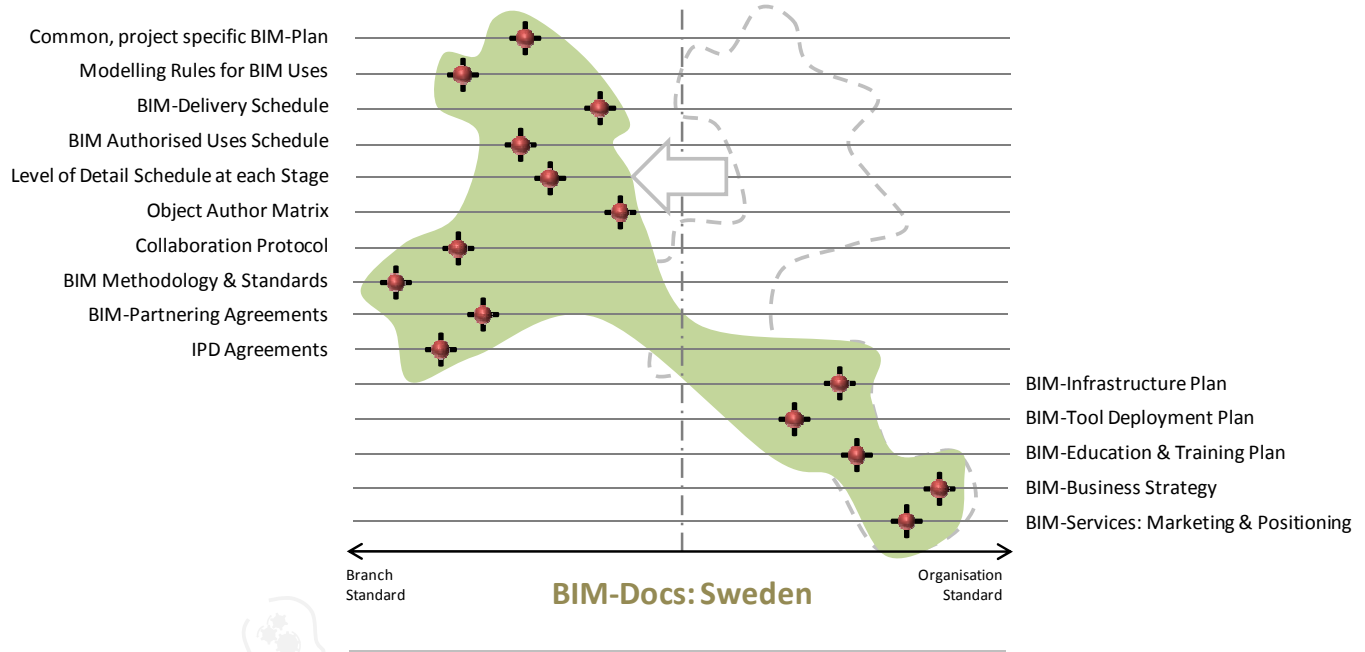 Common, project specific BIM-Plan
Modelling Rules for BIM Uses
BIM-Delivery Schedule
BIM Authorised Uses Schedule
Level of Detail Schedule at each Stage
Object Author Matrix
Collaboration Protocol
BIM Methodology & Standards
BIM-Partnering Agreements
IPD Agreements
BIM-Infrastructure Plan
BIM-Tool Deployment Plan
BIM-Education & Training Plan
BIM-Business Strategy
BIM-Services: Marketing & Positioning
Branch
Standard
BIM-Docs: Sweden
Organisation
Standard